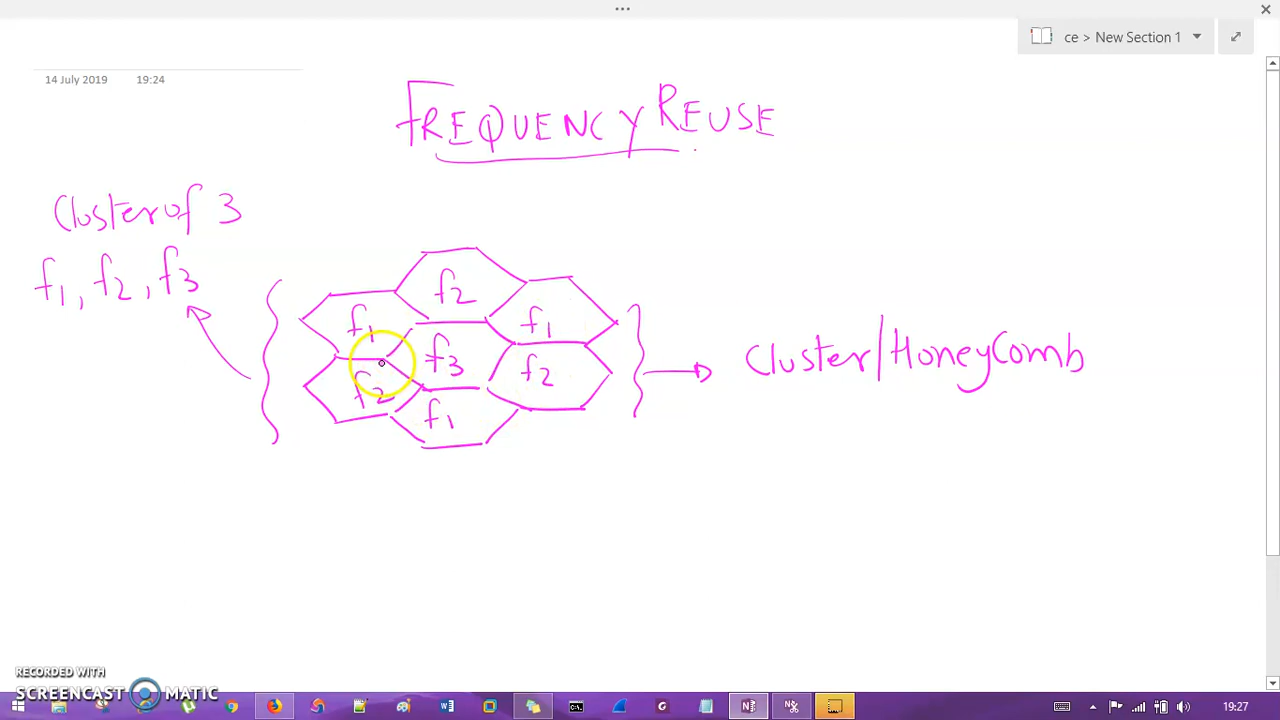 ce > New Section 1
14 July 2019 19:24
FREQUENCY REUSE
Cluster of 3
f1, f2, f3
f2
f1
f1
f3
f2
f2
f1
Cluster/HoneyComb
RECORDED WITH
SCREENCAST MATIC
19:27